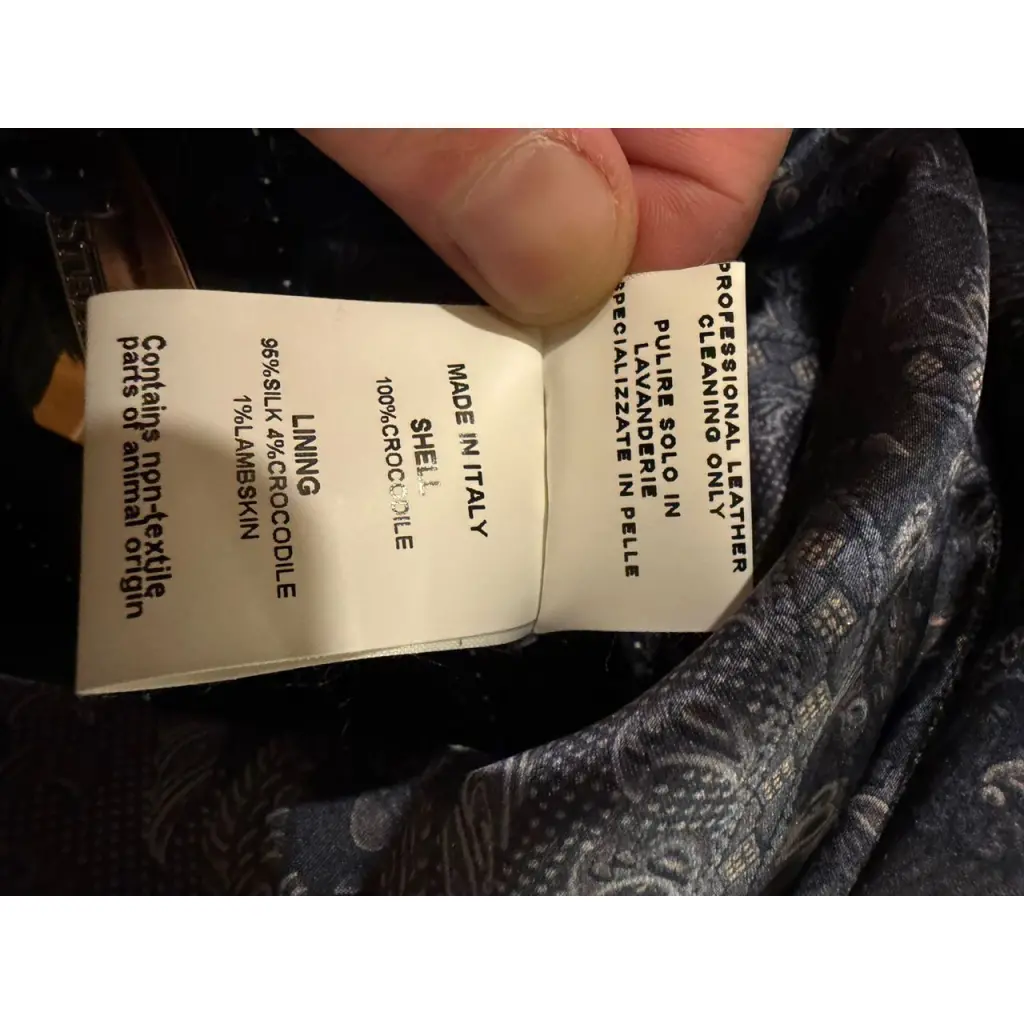 PROFESSIONAL LEATHER
CLEANING ONLY
PULIRE SOLO IN
LAVANDERIE
SPECIALIZZATE IN PELLE
MADE IN ITALY
SHELL
100%CROCODILE
LINING
95%SILK 4%CROCODILE
1%LAMBSKIN
Contains non-textile
parts of animal origin